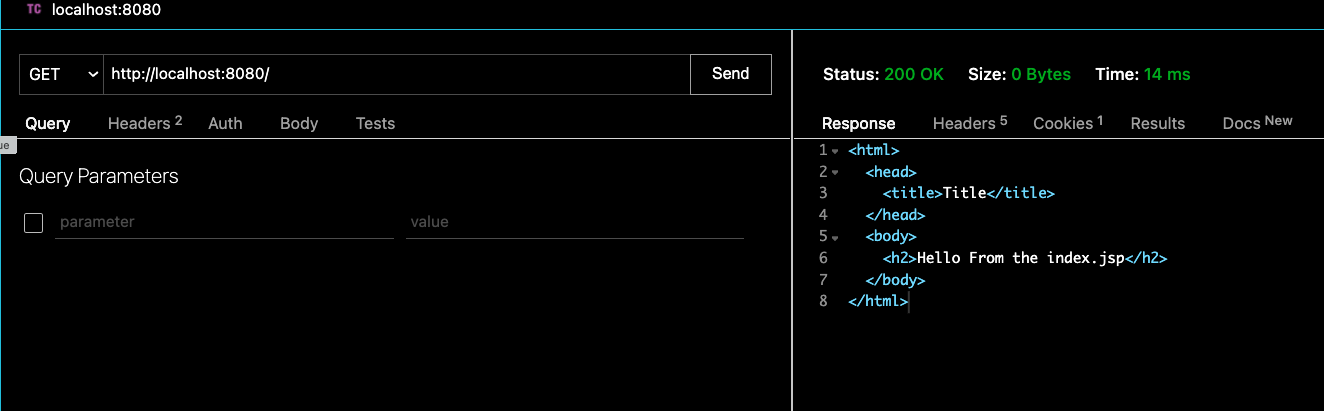 TC localhost:8080
GET http://localhost:8080/ Send
Status: 200 OK Size: 0 Bytes Time: 14 ms
Query Headers 2 Auth Body Tests
Response Headers 5 Cookies 1 Results Docs New
ue
Query Parameters
parameter value
1 <html>
2 <head>
3 <title>Title</title>
4 </head>
5 <body>
6 <h2>Hello From the index.jsp</h2>
7 </body>
8 </html>